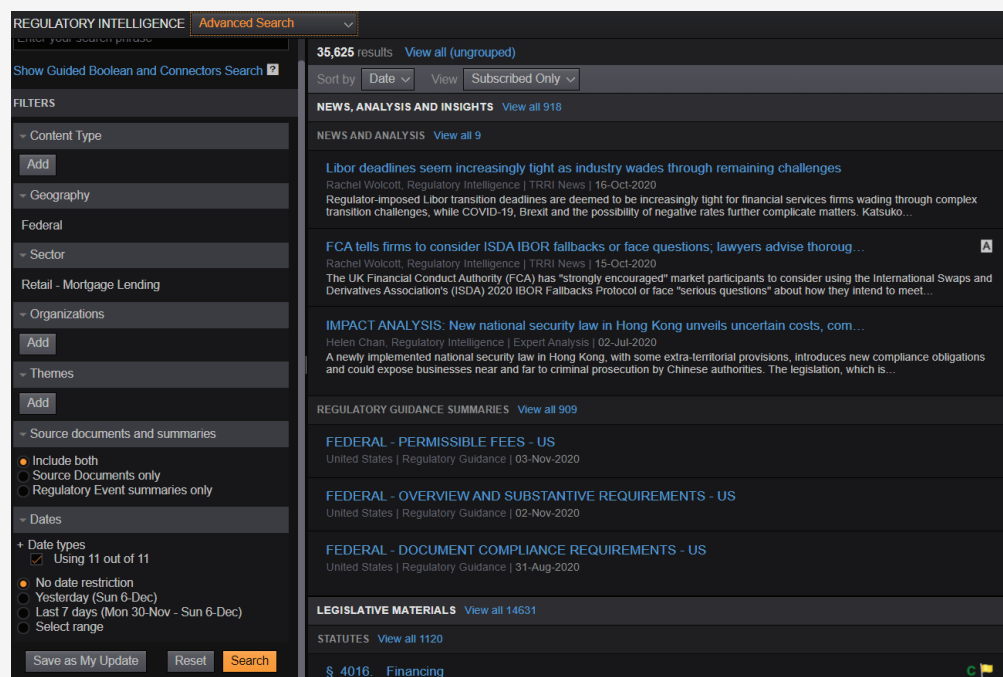 REGULATORY INTELLIGENCE Advanced Search
Enter your search phrase
Show Guided Boolean and Connectors Search ?
FILTERS
Content Type
Add
Geography
Federal
Sector
Retail - Mortgage Lending
Organizations
Add
Themes
Add
Source documents and summaries
Include both
Source Documents only
Regulatory Event summaries only
Dates
+ Date types
Using 11 out of 11
No date restriction
Yesterday (Sun 6-Dec)
Last 7 days (Mon 30-Nov - Sun 6-Dec)
Select range
Save as My Update Reset Search
35,625 results View all (ungrouped)
Sort by Date View Subscribed Only
NEWS, ANALYSIS AND INSIGHTS View all 918
NEWS AND ANALYSIS View all 9
Libor deadlines seem increasingly tight as industry wades through remaining challenges
Rachel Wolcott, Regulatory Intelligence | TRRI News | 16-Oct-2020
Regulator-imposed Libor transition deadlines are deemed to be increasingly tight for financial services firms wading through complex
transition challenges, while COVID-19, Brexit and the possibility of negative rates further complicate matters. Katsuko...
FCA tells firms to consider ISDA IBOR fallbacks or face questions; lawyers advise thoroug... A
Rachel Wolcott, Regulatory Intelligence | TRRI News | 15-Oct-2020
The UK Financial Conduct Authority (FCA) has "strongly encouraged" market participants to consider using the International Swaps and
Derivatives Association's (ISDA) 2020 IBOR Fallbacks Protocol or face "serious questions" about how they intend to meet...
IMPACT ANALYSIS: New national security law in Hong Kong unveils uncertain costs, com...
Helen Chan, Regulatory Intelligence | Expert Analysis | 02-Jul-2020
A newly implemented national security law in Hong Kong, with some extra-territorial provisions, introduces new compliance obligations
and could expose businesses near and far to criminal prosecution by Chinese authorities. The legislation, which is...
REGULATORY GUIDANCE SUMMARIES View all 909
FEDERAL - PERMISSIBLE FEES - US
United States | Regulatory Guidance | 03-Nov-2020
FEDERAL - OVERVIEW AND SUBSTANTIVE REQUIREMENTS - US
United States | Regulatory Guidance | 02-Nov-2020
FEDERAL - DOCUMENT COMPLIANCE REQUIREMENTS - US
United States | Regulatory Guidance | 31-Aug-2020
LEGISLATIVE MATERIALS View all 14631
STATUTES View all 1120
§ 4016. Financing C